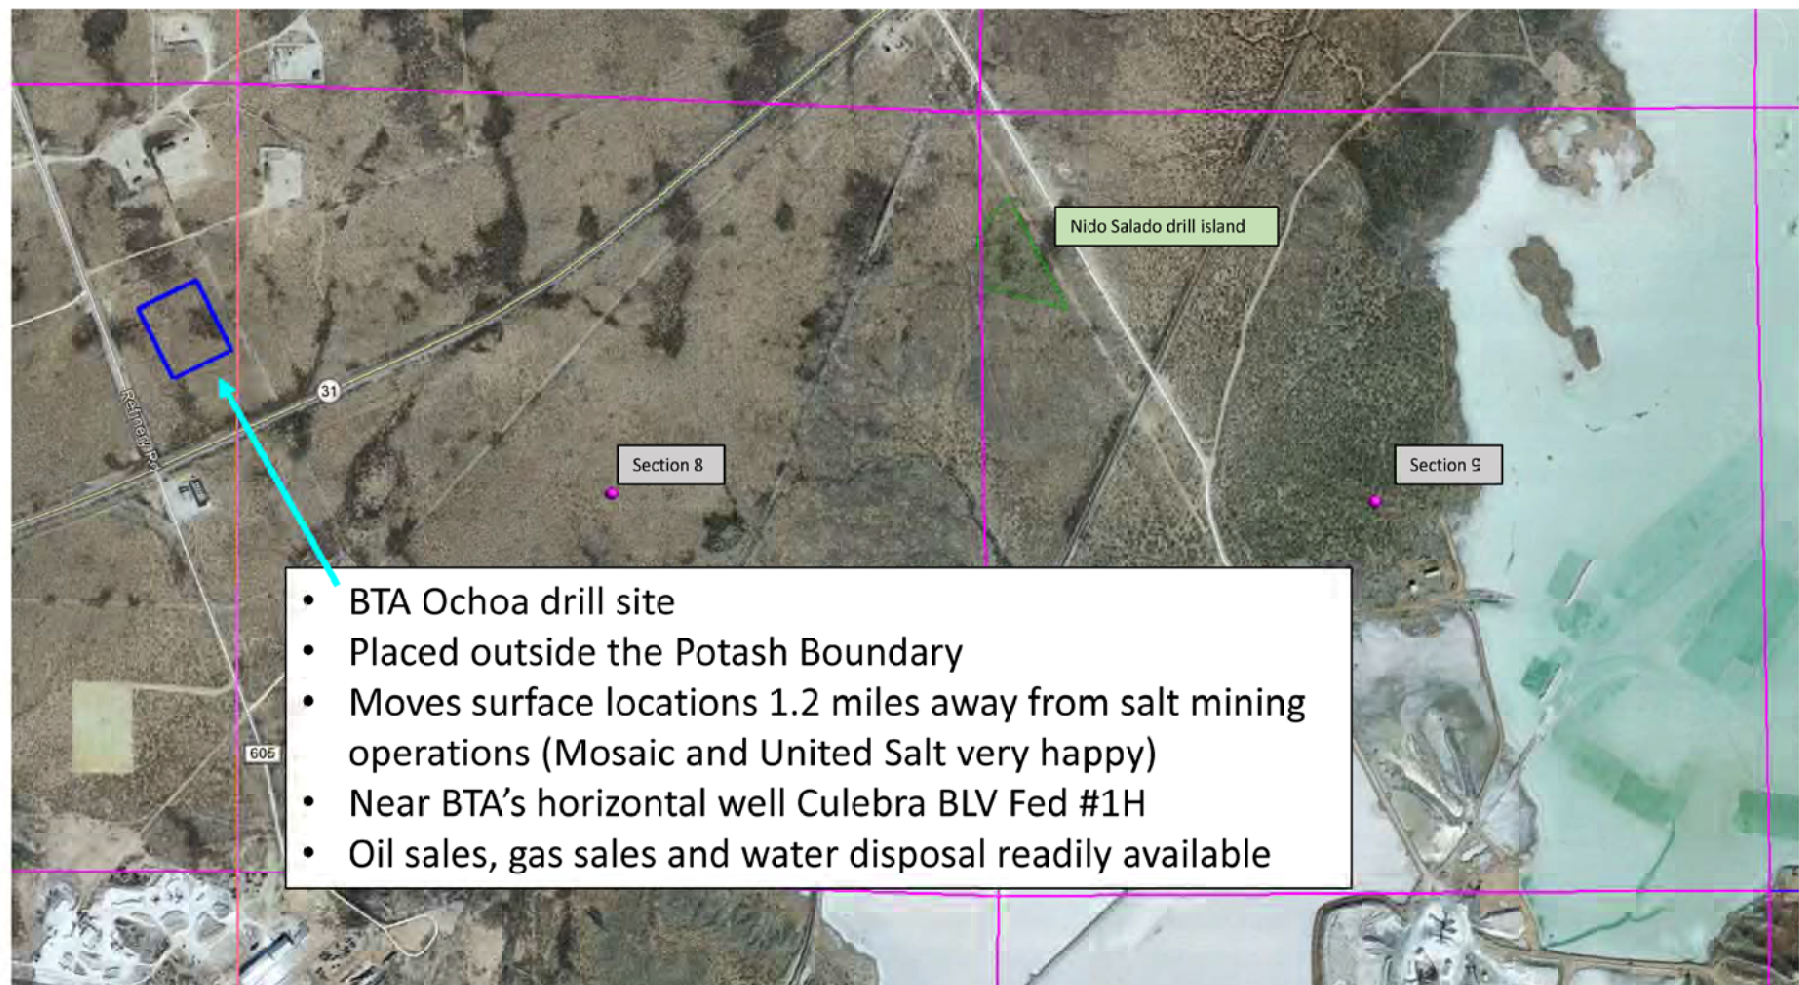 Nido Salado drill island
31
Refinery Rd
Section 8
Section 9
• BTA Ochoa drill site
• Placed outside the Potash Boundary
• Moves surface locations 1.2 miles away from salt mining
operations (Mosaic and United Salt very happy)
• Near BTA’s horizontal well Culebra BLV Fed #1H
• Oil sales, gas sales and water disposal readily available
605